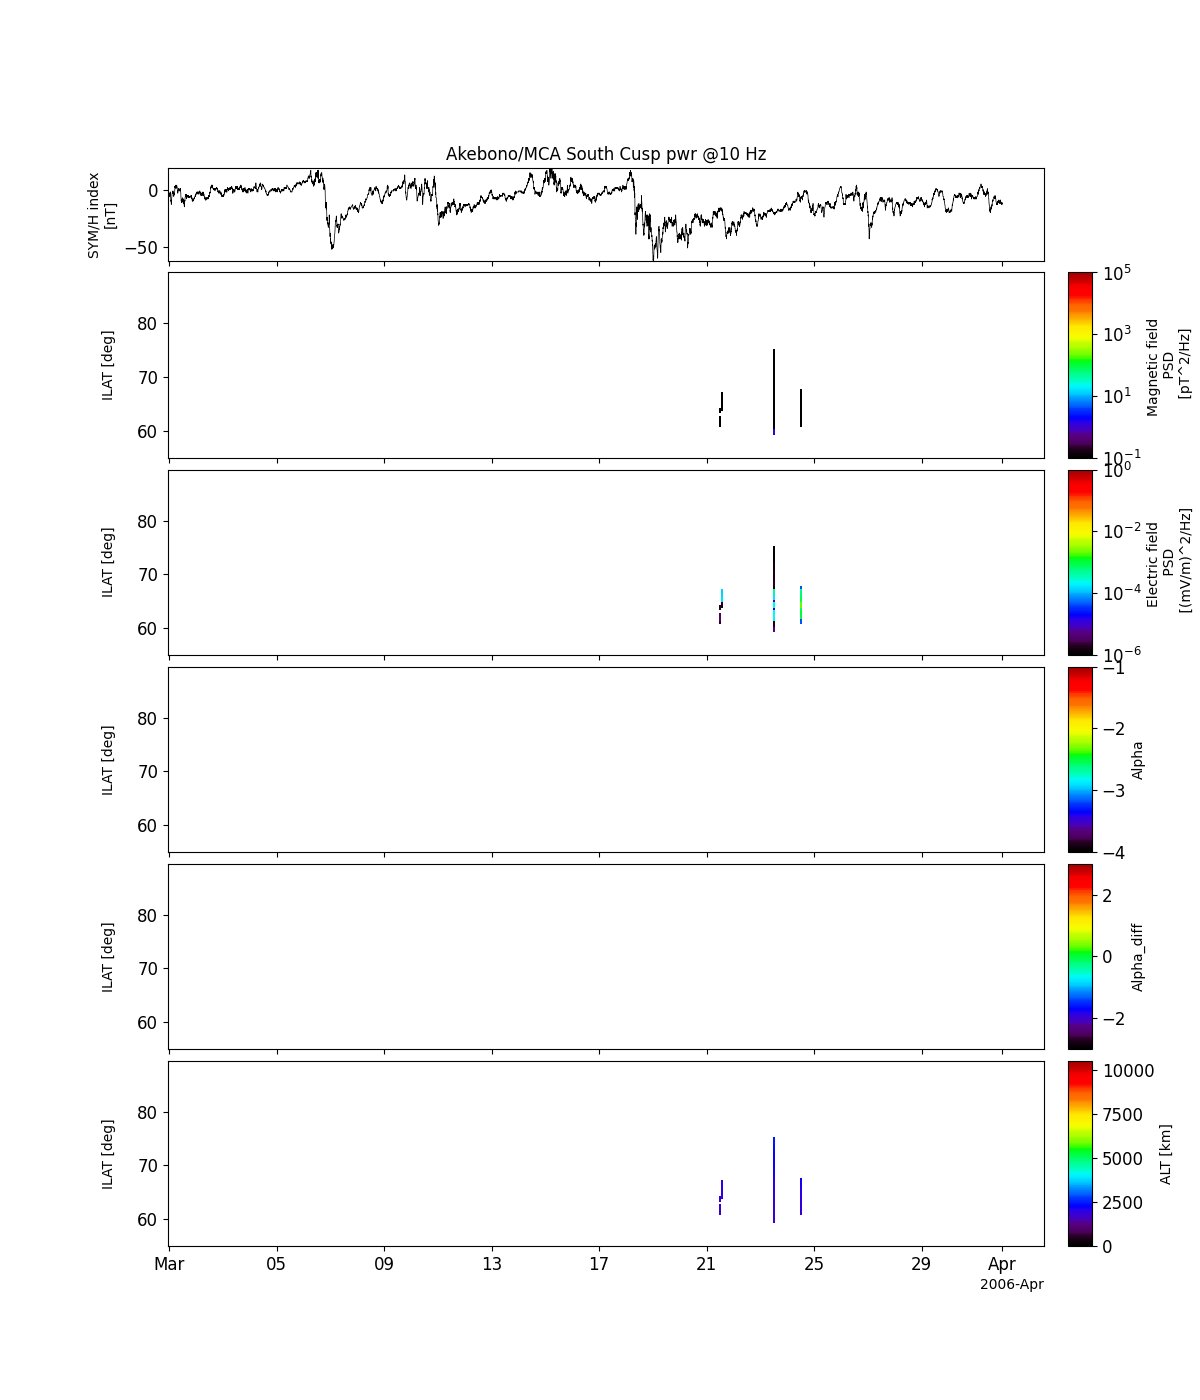 Akebono/MCA South Cusp pwr @10 Hz
SYM/H index
[nT]
0
−50
ILAT [deg]
80
70
60
10^5
10^3
10^1
10^−1
Magnetic field
PSD
[pT^2/Hz]
ILAT [deg]
80
70
60
10^0
10^−2
10^−4
10^−6
Electric field
PSD
[(mV/m)^2/Hz]
ILAT [deg]
80
70
60
−1
−2
−3
−4
Alpha
ILAT [deg]
80
70
60
2
0
−2
Alpha_diff
ILAT [deg]
80
70
60
10000
7500
5000
2500
0
ALT [km]
Mar 05 09 13 17 21 25 29 Apr
2006-Apr